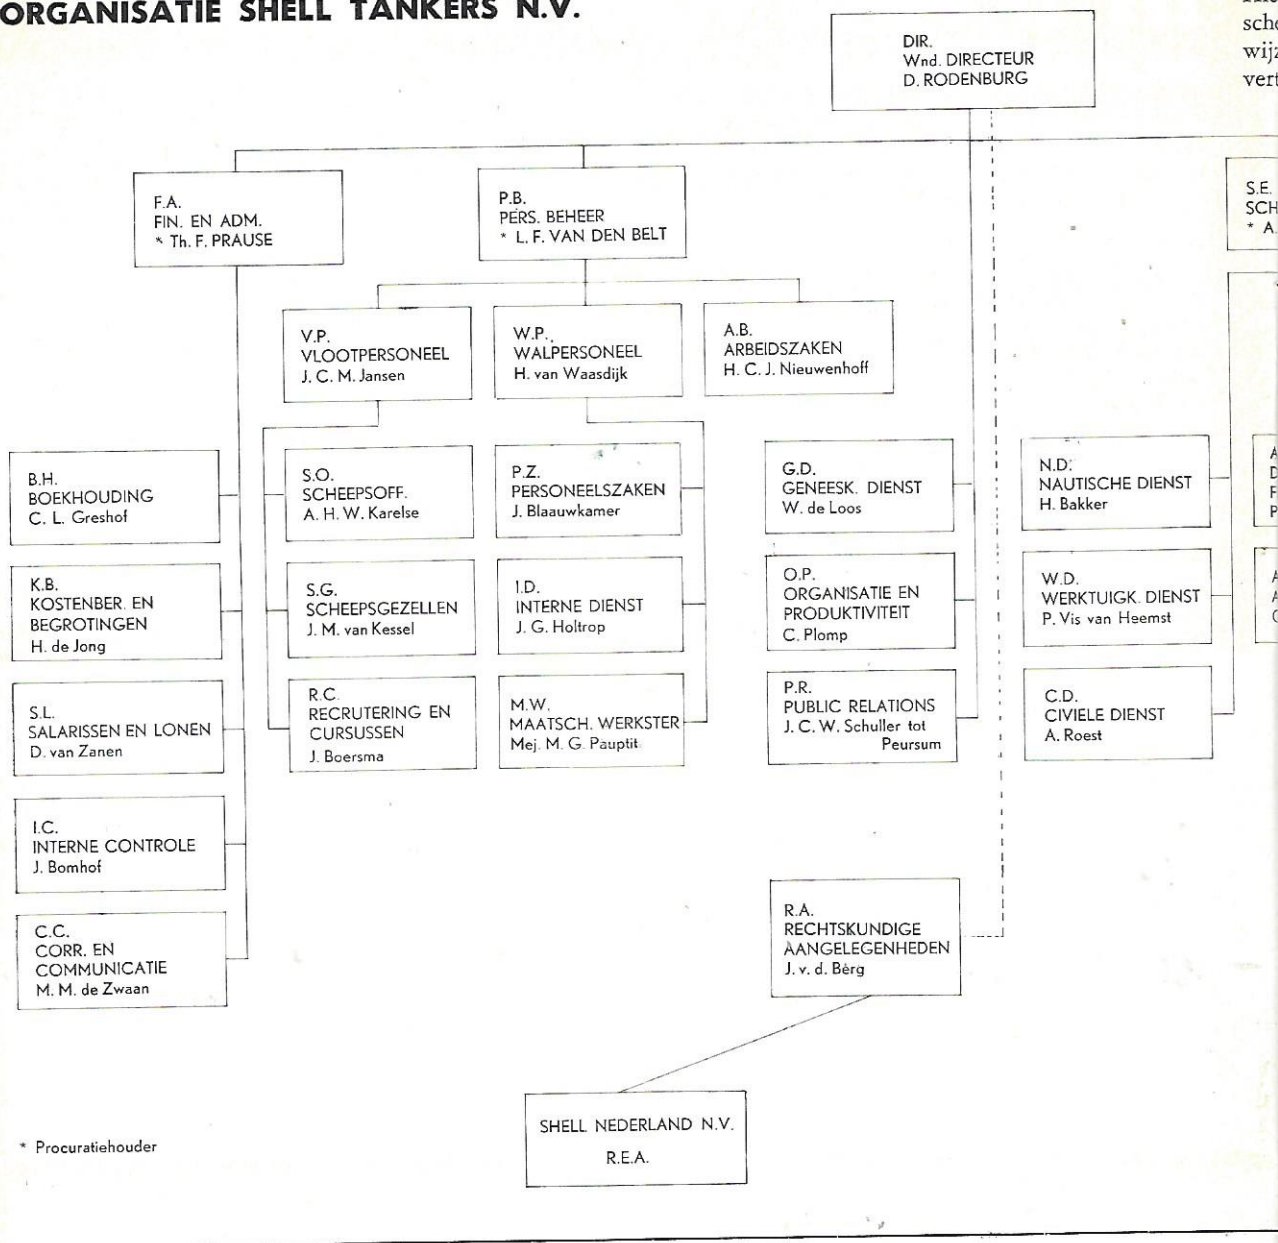 ORGANISATIE SHELL TANKERS N.V.
DIR.
Wnd. DIRECTEUR
D. RODENBURG
F.A.
FIN. EN ADM.
* Th. F. PRAUSE
P.B.
PERS. BEHEER
* L. F. VAN DEN BELT
S.E.
SCH
* A.
V.P.
VLOOTPERSONEEL
J. C. M. Jansen
W.P.
WALPERSONEEL
H. van Waasdijk
A.B.
ARBEIDSZAKEN
H. C. J. Nieuwenhoff
B.H.
BOEKHOUDING
C. L. Greshof
S.O.
SCHEEPSOFF.
A. H. W. Karelse
P.Z.
PERSONEELSZAKEN
J. Blaauwkamer
G.D.
GENEESK. DIENST
W. de Loos
N.D.
NAUTISCHE DIENST
H. Bakker
K.B.
KOSTENBER. EN
BEGROTINGEN
H. de Jong
S.G.
SCHEEPSGEZELLEN
J. M. van Kessel
I.D.
INTERNE DIENST
J. G. Holtrop
O.P.
ORGANISATIE EN
PRODUKTIVITEIT
C. Plomp
W.D.
WERKTUIGK. DIENST
P. Vis van Heemst
S.L.
SALARISSEN EN LONEN
D. van Zanen
R.C.
RECRUTERING EN
CURSUSSEN
J. Boersma
M.W.
MAATSCH. WERKSTER
Mej. M. G. Pauptit
P.R.
PUBLIC RELATIONS
J. C. W. Schuller tot
Peursum
C.D.
CIVIELE DIENST
A. Roest
I.C.
INTERNE CONTROLE
J. Bomhof
C.C.
CORR. EN
COMMUNICATIE
M. M. de Zwaan
R.A.
RECHTSKUNDIGE
AANGELEGENHEDEN
J. v. d. Berg
SHELL NEDERLAND N.V.
R.E.A.
* Procuratiehouder
sch
wij
vert